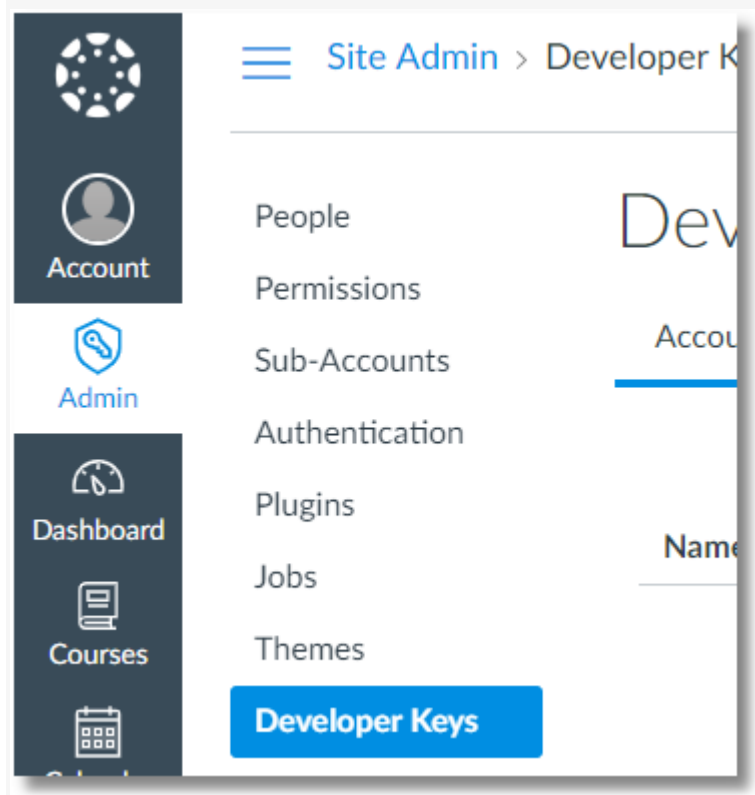 Site Admin > Developer K
Account
Admin
Dashboard
Courses
People
Permissions
Sub-Accounts
Authentication
Plugins
Jobs
Themes
Developer Keys
Dev
Accou
Name